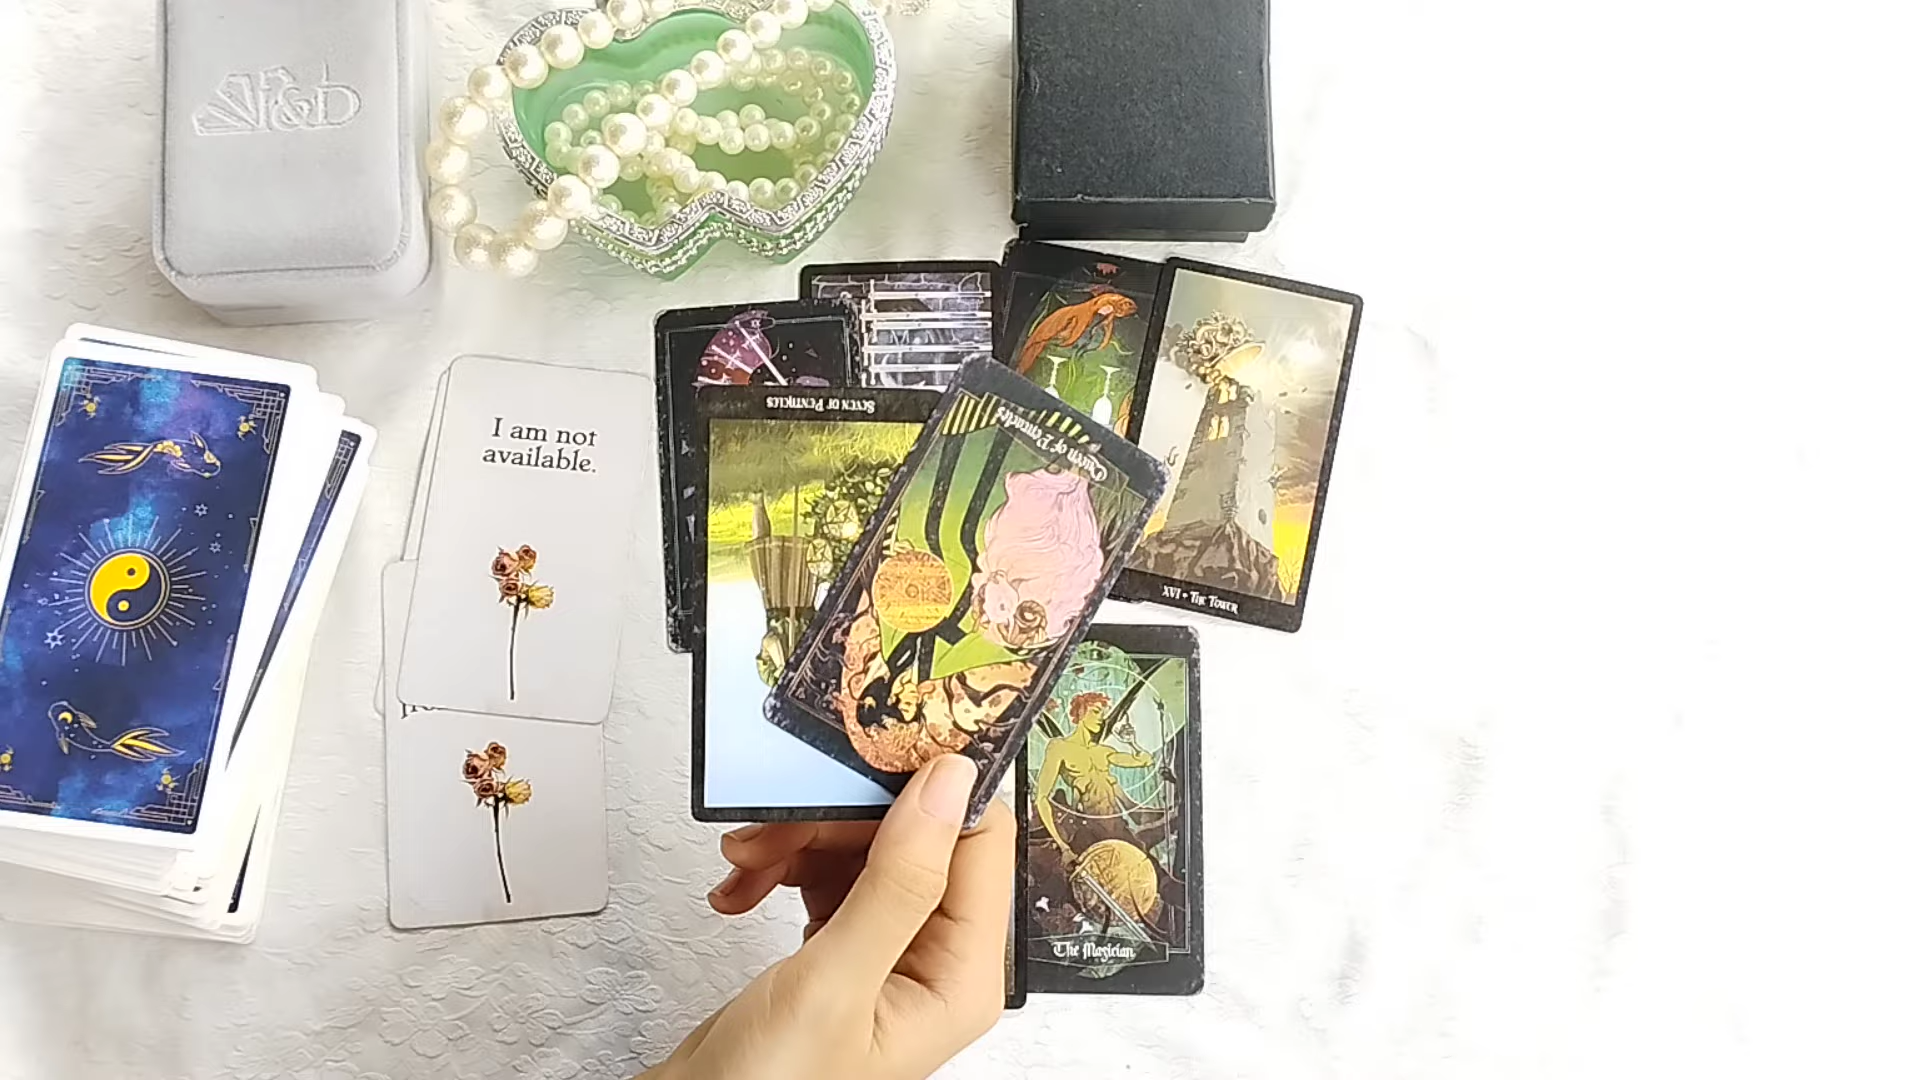 F&D
I am not
available.
Seven of Pentacles
Queen of Pentacles
XVI • The Tower
The Magician